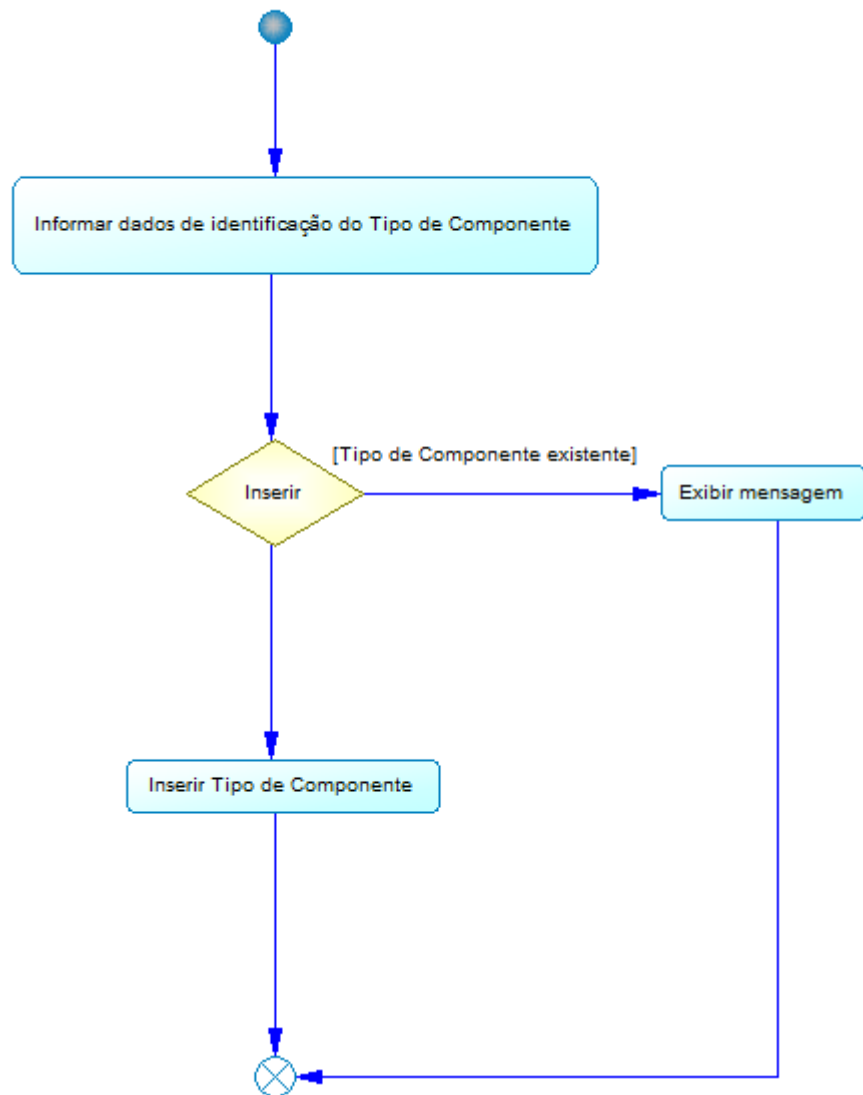 Informar dados de identificação do Tipo de Componente
[Tipo de Componente existente]
Inserir
Exibir mensagem
Inserir Tipo de Componente